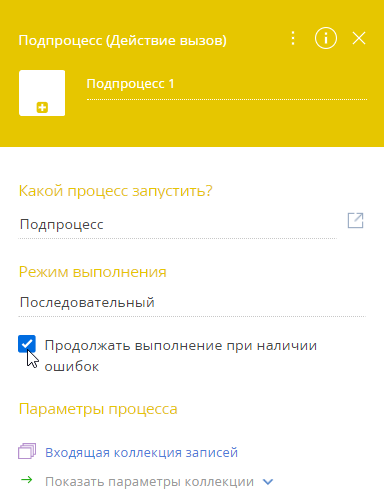 Подпроцесс (Действие вызов)
Подпроцесс 1
Какой процесс запустить?
Подпроцесс
Режим выполнения
Последовательный
Продолжать выполнение при наличии
ошибок
Параметры процесса
Входящая коллекция записей
Показать параметры коллекции